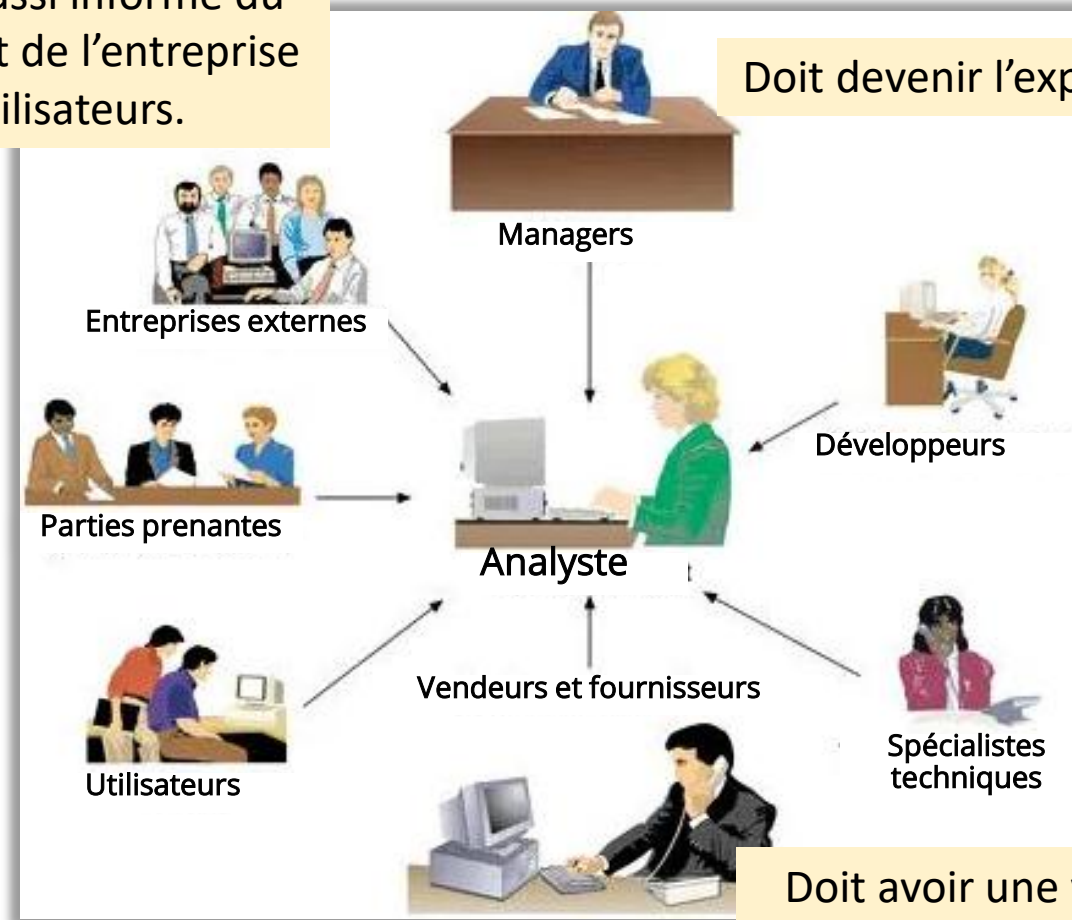 t de l'entreprise
ilisateurs.
Doit devenir l'exp
Managers
Entreprises externes
Développeurs
Parties prenantes
Analyste
Vendeurs et fournisseurs
Utilisateurs
Spécialistes
techniques
Doit avoir une